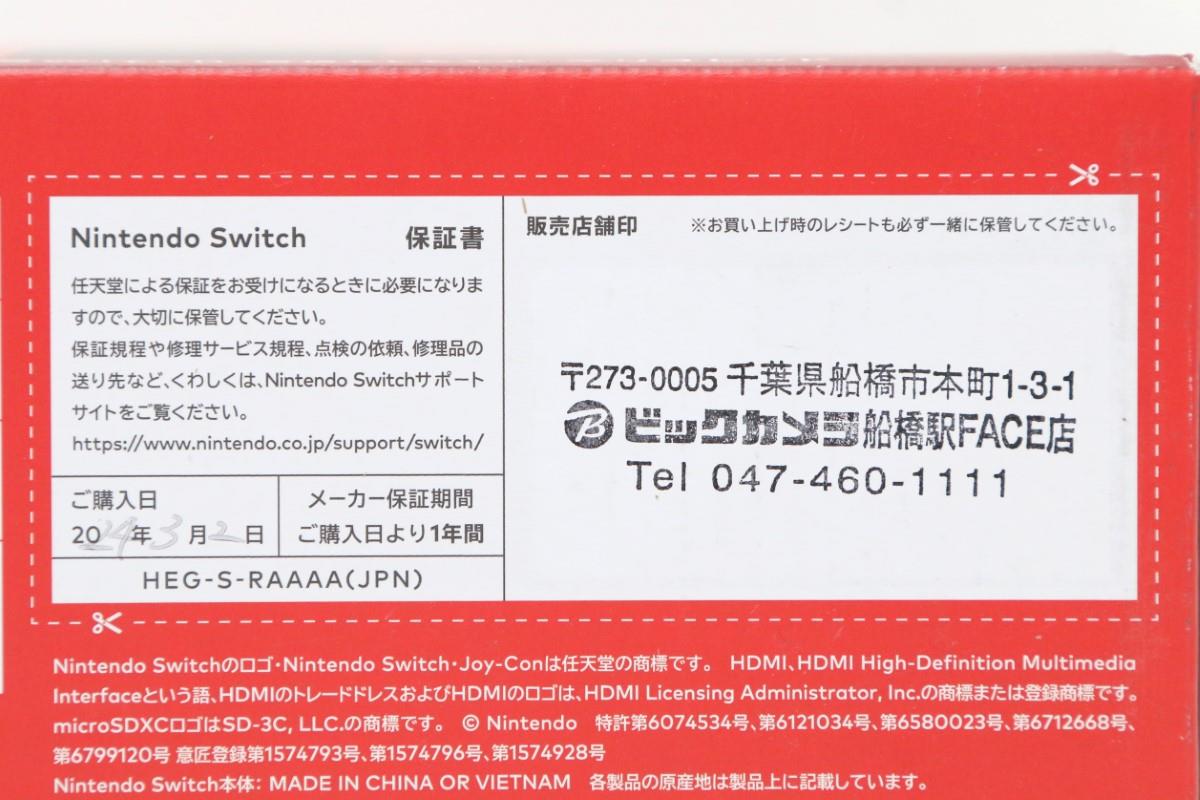 Nintendo Switch 保証書
任天堂による保証をお受けになるときに必要になりま
すので、大切に保管してください。
保証規程や修理サービス規程、点検の依頼、修理品の
送り先など、くわしくは、Nintendo Switchサポート
サイトをご覧ください。
https://www.nintendo.co.jp/support/switch/
ご購入日
2024年3月2日
メーカー保証期間
ご購入日より1年間
HEG-S-RAAAA(JPN)
販売店舗印 ※お買い上げ時のレシートも必ず一緒に保管してください。
〒273-0005 千葉県船橋市本町1-3-1
B ビックカメラ 船橋駅FACE店
Tel 047-460-1111
Nintendo Switchのロゴ・Nintendo Switch・Joy-Conは任天堂の商標です。 HDMI、HDMI High-Definition Multimedia
Interfaceという語、HDMIのトレードドレスおよびHDMIのロゴは、HDMI Licensing Administrator, Inc.の商標または登録商標です。
microSDXCロゴはSD-3C, LLC.の商標です。 © Nintendo 特許第6074534号、第6121034号、第6580023号、第6712668号、
第6799120号 意匠登録第1574793号、第1574796号、第1574928号
Nintendo Switch本体: MADE IN CHINA OR VIETNAM 各製品の原産地は製品上に記載しています。